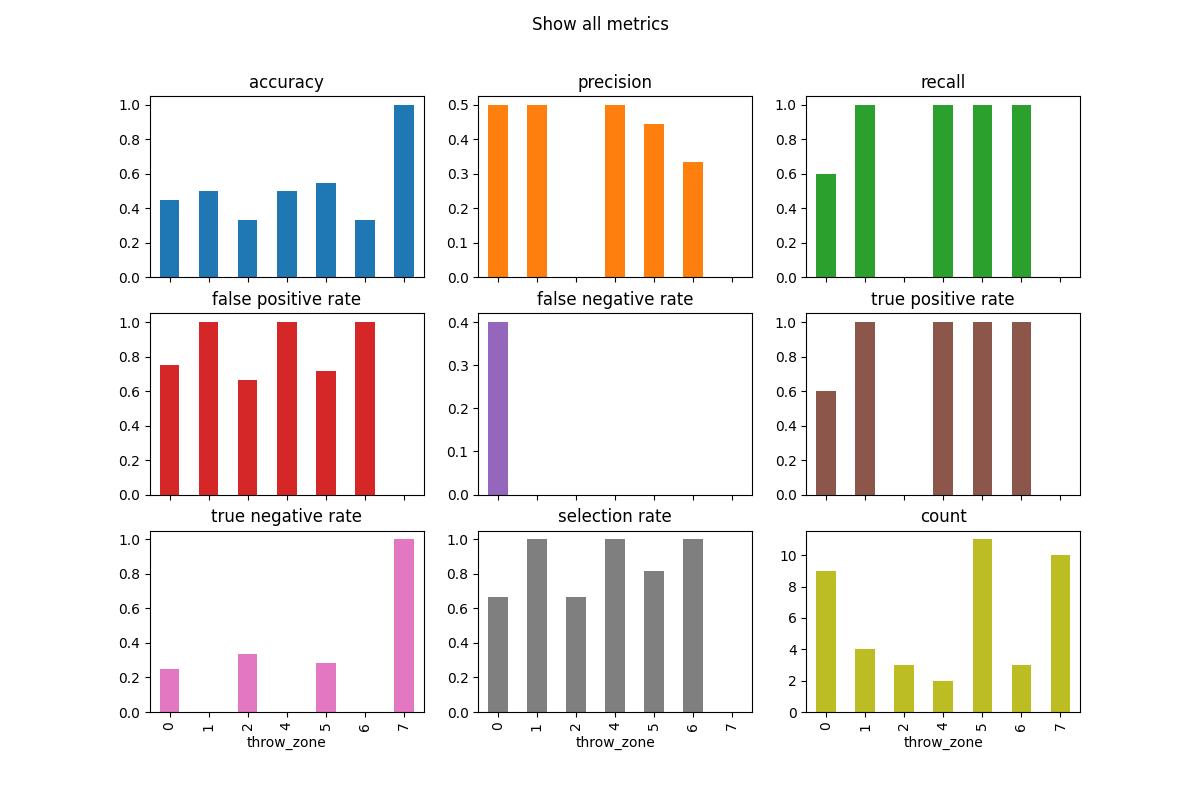 Show all metrics
accuracy precision recall
1.0 0.5 1.0
0.8 0.4 0.8
0.6 0.3 0.6
0.4 0.2 0.4
0.2 0.1 0.2
0.0 0.0 0.0
false positive rate false negative rate true positive rate
1.0 0.4 1.0
0.8 0.3 0.8
0.6 0.2 0.6
0.4 0.1 0.4
0.2 0.0 0.2
0.0 0.0
true negative rate selection rate count
1.0 1.0 10
0.8 0.8 8
0.6 0.6 6
0.4 0.4 4
0.2 0.2 2
0.0 0.0 0
0 1 2 4 5 6 7 0 1 2 4 5 6 7 0 1 2 4 5 6 7
throw_zone throw_zone throw_zone